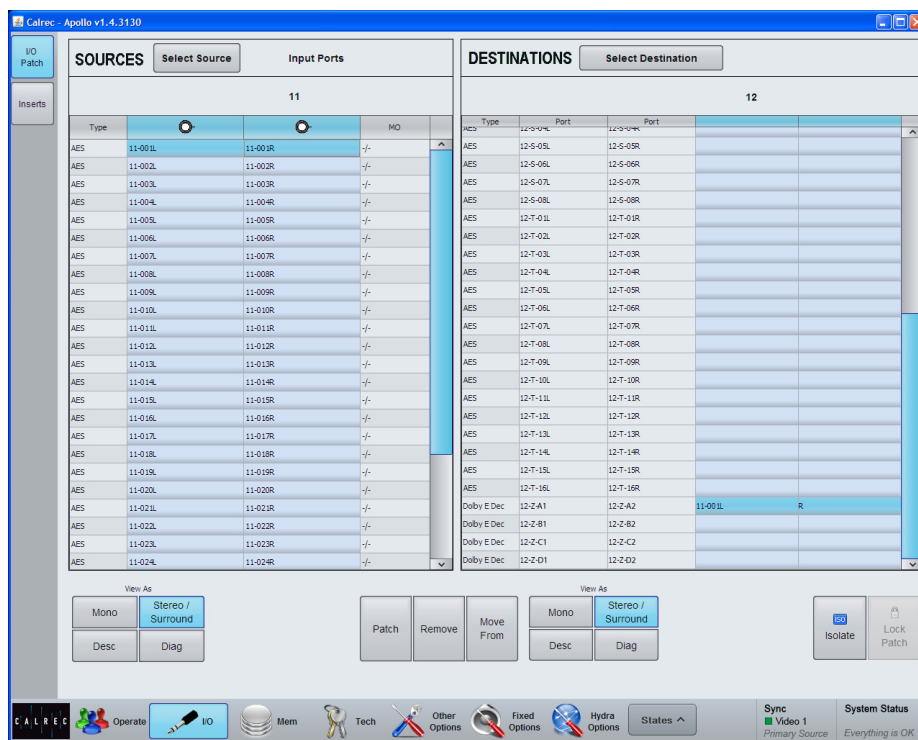 Calrec - Apollo v1.4.3130
I/O Patch
Inserts
SOURCES Select Source Input Ports
11
Type MO
AES 11-001L 11-001R -/-
AES 11-002L 11-002R -/-
AES 11-003L 11-003R -/-
AES 11-004L 11-004R -/-
AES 11-005L 11-005R -/-
AES 11-006L 11-006R -/-
AES 11-007L 11-007R -/-
AES 11-008L 11-008R -/-
AES 11-009L 11-009R -/-
AES 11-010L 11-010R -/-
AES 11-011L 11-011R -/-
AES 11-012L 11-012R -/-
AES 11-013L 11-013R -/-
AES 11-014L 11-014R -/-
AES 11-015L 11-015R -/-
AES 11-016L 11-016R -/-
AES 11-017L 11-017R -/-
AES 11-018L 11-018R -/-
AES 11-019L 11-019R -/-
AES 11-020L 11-020R -/-
AES 11-021L 11-021R -/-
AES 11-022L 11-022R -/-
AES 11-023L 11-023R -/-
AES 11-024L 11-024R -/-
DESTINATIONS Select Destination
12
Type Port Port
AES 12-S-04L 12-S-04R
AES 12-S-05L 12-S-05R
AES 12-S-06L 12-S-06R
AES 12-S-07L 12-S-07R
AES 12-S-08L 12-S-08R
AES 12-T-01L 12-T-01R
AES 12-T-02L 12-T-02R
AES 12-T-03L 12-T-03R
AES 12-T-04L 12-T-04R
AES 12-T-05L 12-T-05R
AES 12-T-06L 12-T-06R
AES 12-T-07L 12-T-07R
AES 12-T-08L 12-T-08R
AES 12-T-09L 12-T-09R
AES 12-T-10L 12-T-10R
AES 12-T-11L 12-T-11R
AES 12-T-12L 12-T-12R
AES 12-T-13L 12-T-13R
AES 12-T-14L 12-T-14R
AES 12-T-15L 12-T-15R
AES 12-T-16L 12-T-16R
Dolby E Dec 12-Z-A1 12-Z-A2 11-001L R
Dolby E Dec 12-Z-B1 12-Z-B2
Dolby E Dec 12-Z-C1 12-Z-C2
Dolby E Dec 12-Z-D1 12-Z-D2
View As
Mono Stereo / Surround
Desc Diag
Patch Remove Move From
View As
Mono Stereo / Surround
Desc Diag
ISO Isolate
Lock Patch
CALREC Operate I/O Mem Tech Other Options Fixed Options Hydra Options States
Sync
Video 1
Primary Source
System Status
Everything is OK